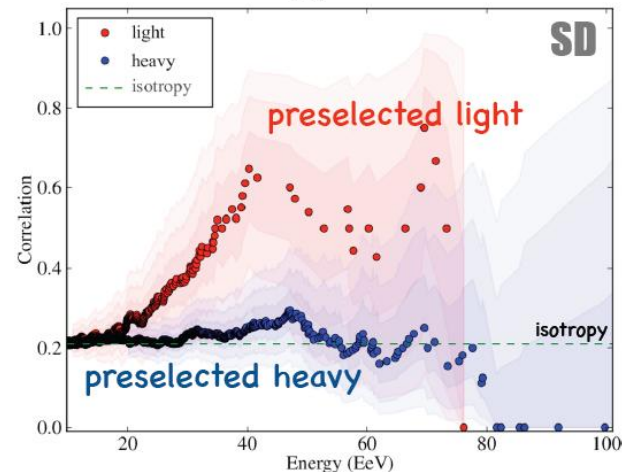 1.0
light
heavy
isotropy
SD
0.8
preselected light
0.6
Correlation
0.4
isotropy
0.2
preselected heavy
0.0
20 40 60 80 100
Energy (EeV)